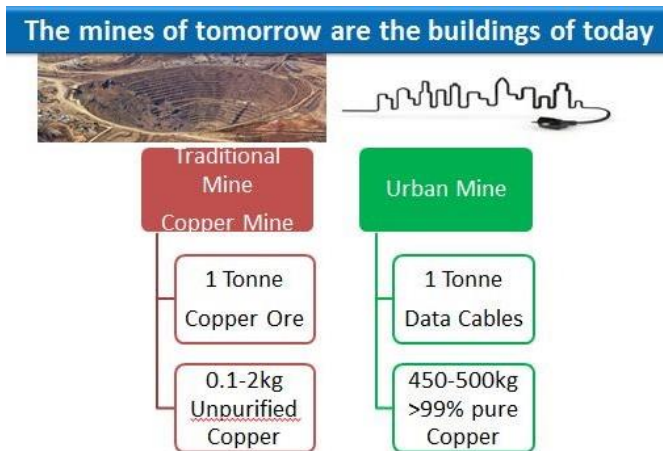 The mines of tomorrow are the buildings of today
Traditional
Mine
Copper Mine
Urban Mine
1 Tonne
Copper Ore
1 Tonne
Data Cables
0.1-2kg
Unpurified
Copper
450-500kg
>99% pure
Copper